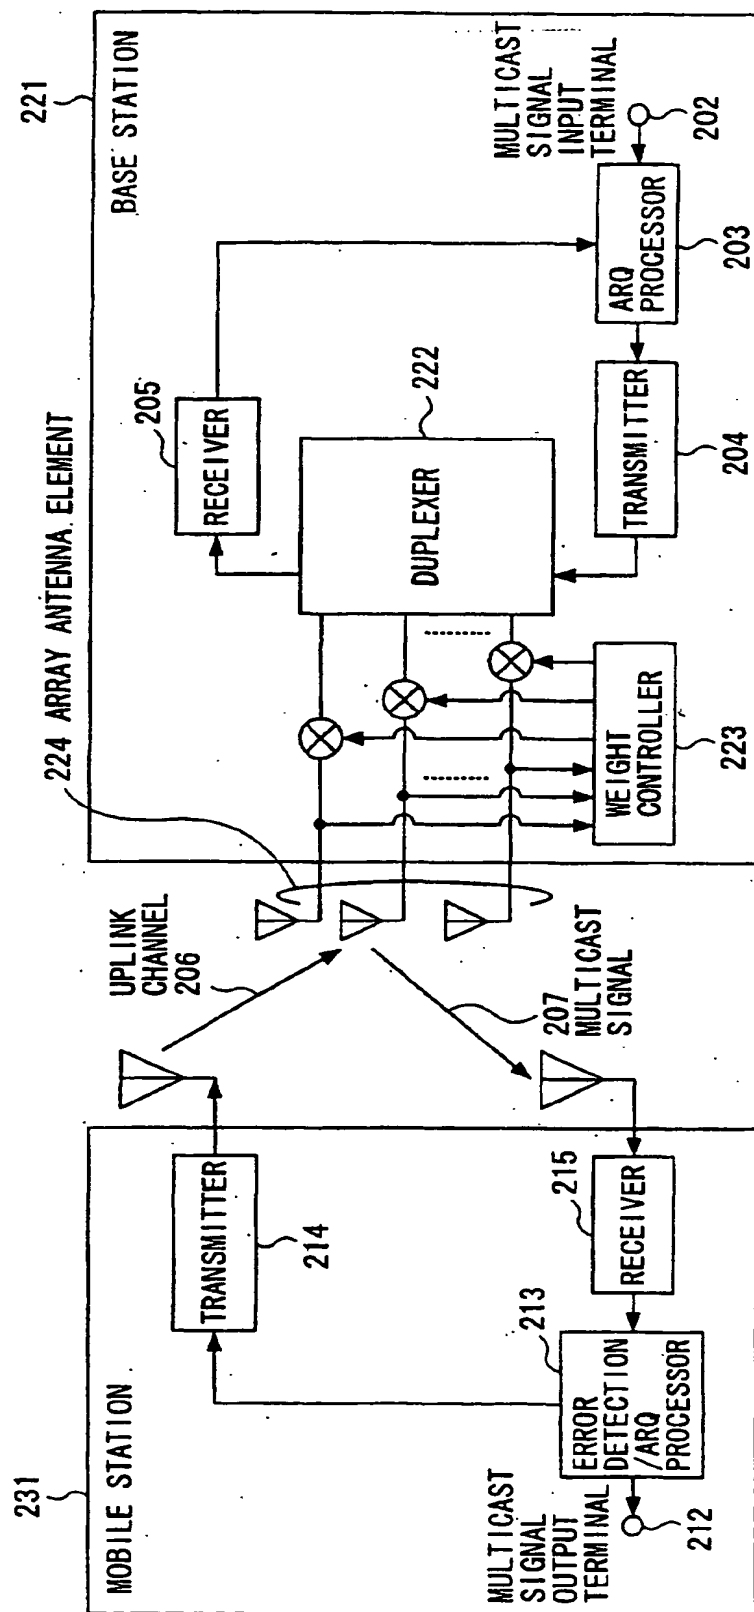 231
MOBILE STATION
TRANSMITTER
214
ERROR
DETECTION
/ARQ
PROCESSOR
213
RECEIVER
215
MULTICAST
SIGNAL
OUTPUT
TERMINAL
212
UPLINK
CHANNEL
206
207
MULTICAST
SIGNAL
224 ARRAY ANTENNA ELEMENT
221
BASE STATION
RECEIVER
205
DUPLEXER
222
WEIGHT
CONTROLLER
223
TRANSMITTER
204
ARQ
PROCESSOR
203
MULTICAST
SIGNAL
INPUT
TERMINAL
202